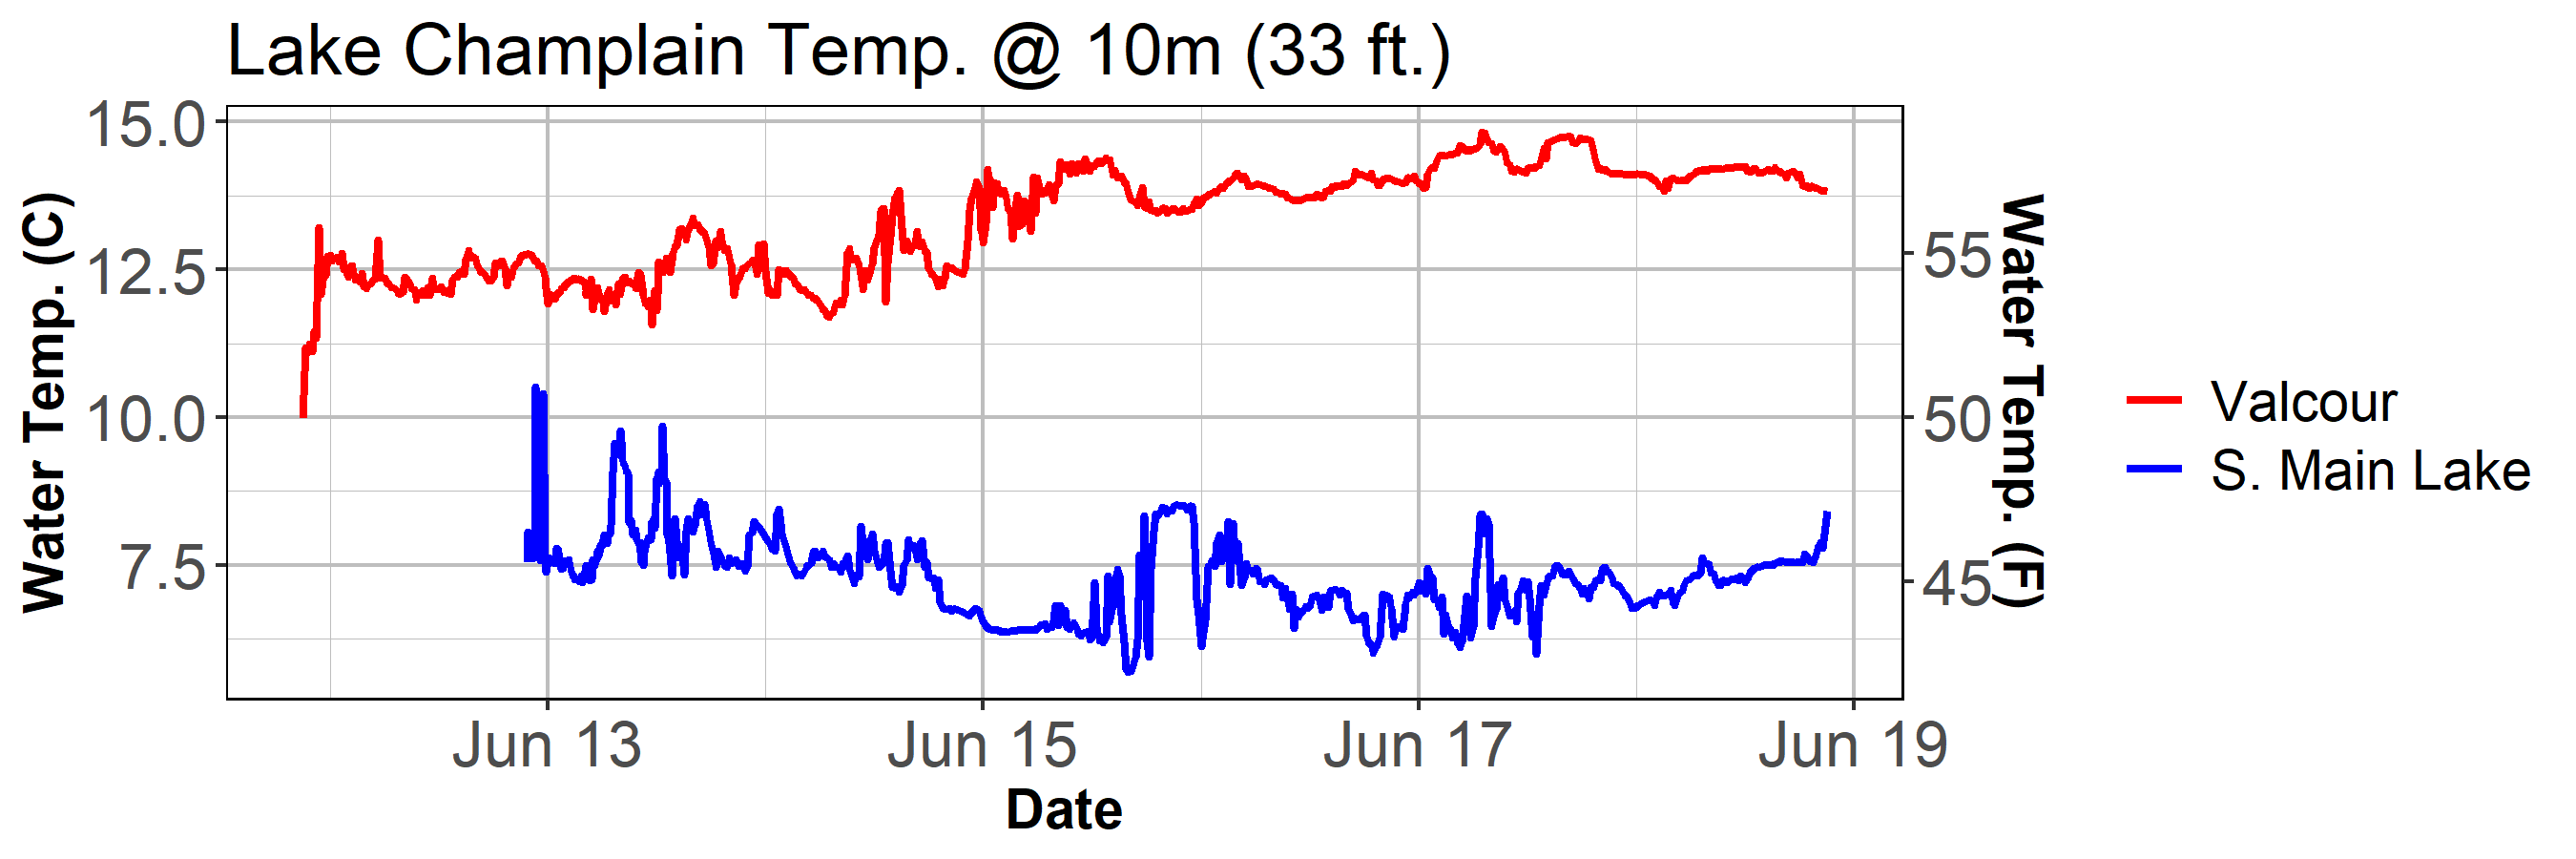 Lake Champlain Temp. @ 10m (33 ft.)
Water Temp. (C)
15.0
12.5
10.0
7.5
55
50
45
Water Temp. (F)
Jun 13
Jun 15
Jun 17
Jun 19
Date
Valcour
S. Main Lake